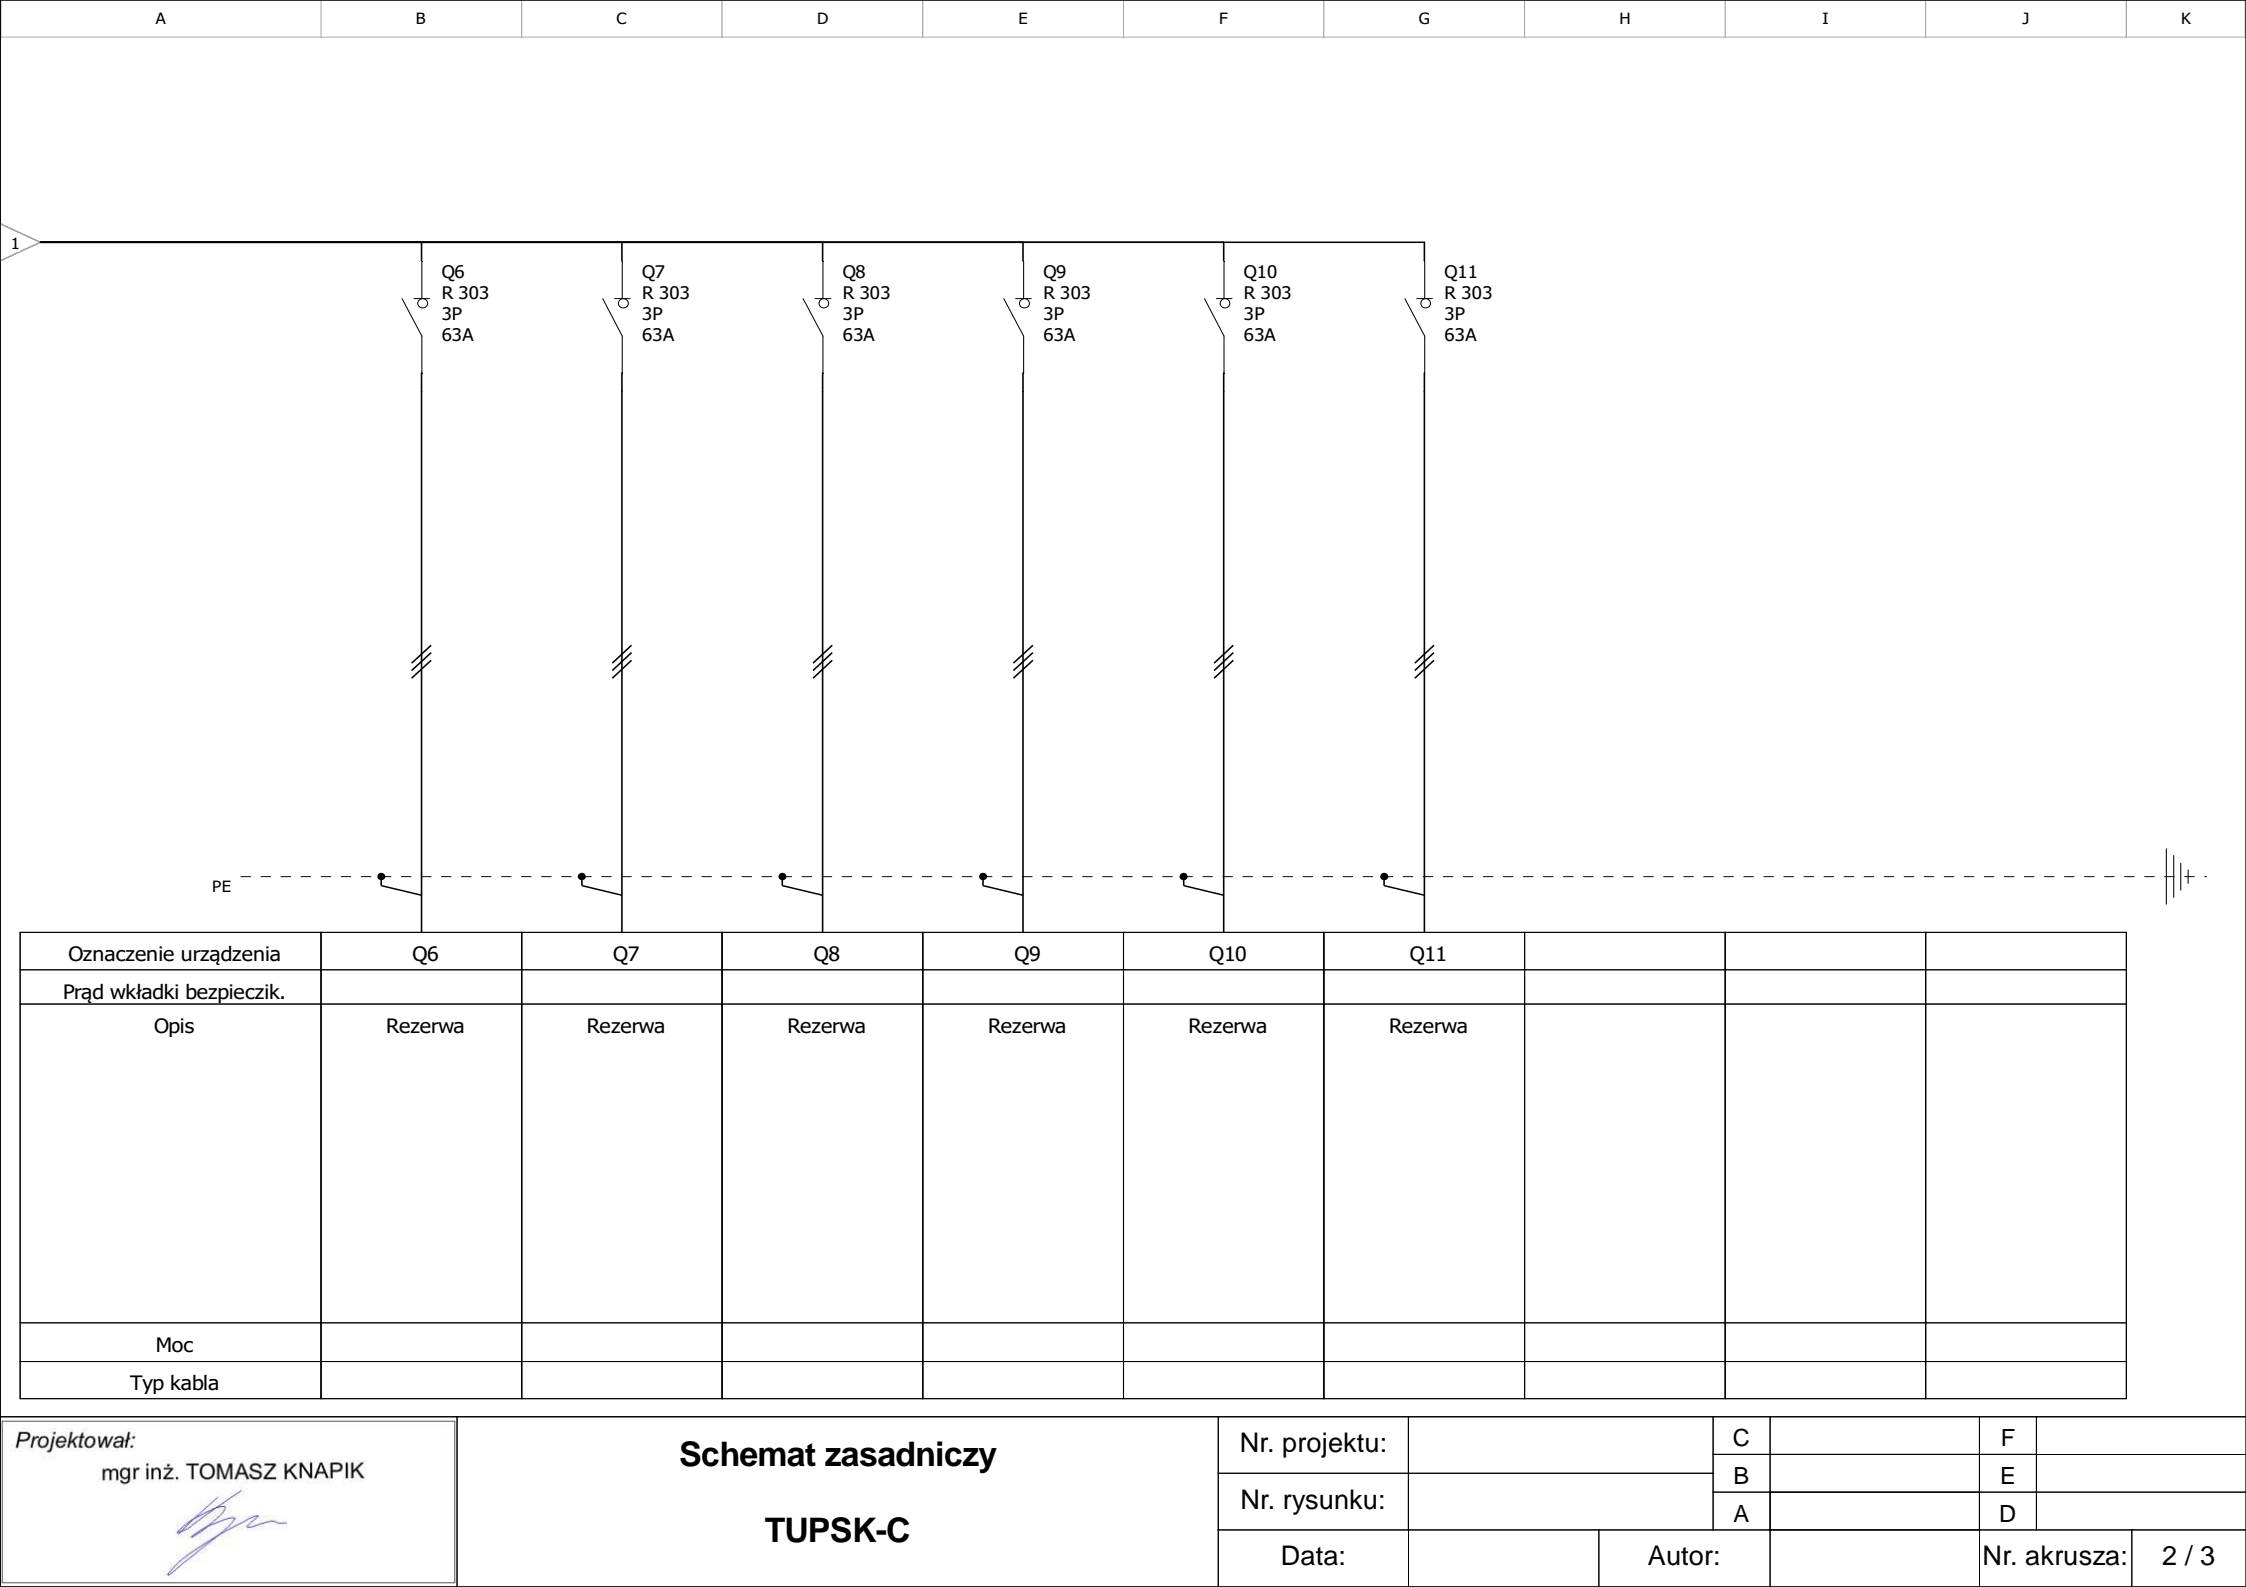 A B C D E F G H I J K
1
Q6
R 303
3P
63A
Q7
R 303
3P
63A
Q8
R 303
3P
63A
Q9
R 303
3P
63A
Q10
R 303
3P
63A
Q11
R 303
3P
63A
PE
Oznaczenie urządzenia Q6 Q7 Q8 Q9 Q10 Q11
Prąd wkładki bezpieczik.
Opis Rezerwa Rezerwa Rezerwa Rezerwa Rezerwa Rezerwa
Moc
Typ kabla
Projektował:
mgr inż. TOMASZ KNAPIK
Schemat zasadniczy
TUPSK-C
Nr. projektu:
Nr. rysunku:
C F
B E
A D
Data: Autor: Nr. akrusza: 2 / 3